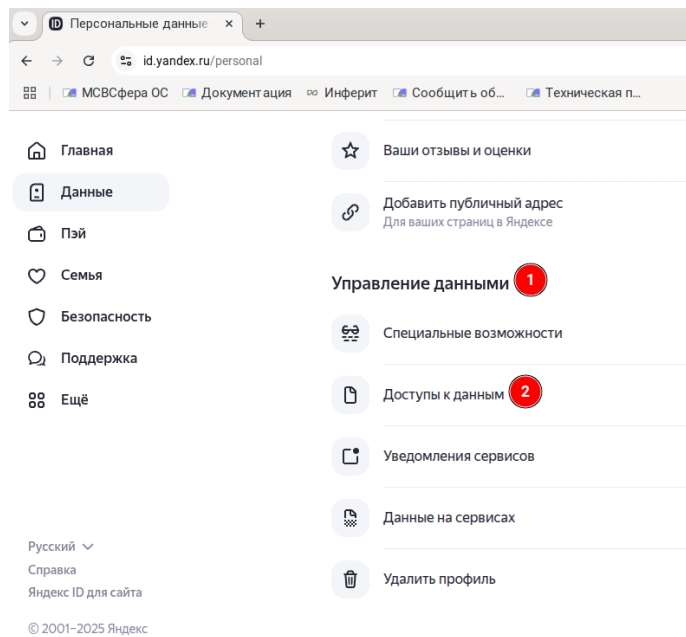 ID Персональные данные
id.yandex.ru/personal
МСВСфера ОС Документация Инферит Сообщить об... Техническая п...
Главная
Данные
Пэй
Семья
Безопасность
Поддержка
Ещё
Русский
Справка
Яндекс ID для сайта
© 2001–2025 Яндекс
Ваши отзывы и оценки
Добавить публичный адрес
Для ваших страниц в Яндексе
Управление данными 1
Специальные возможности
Доступы к данным 2
Уведомления сервисов
Данные на сервисах
Удалить профиль